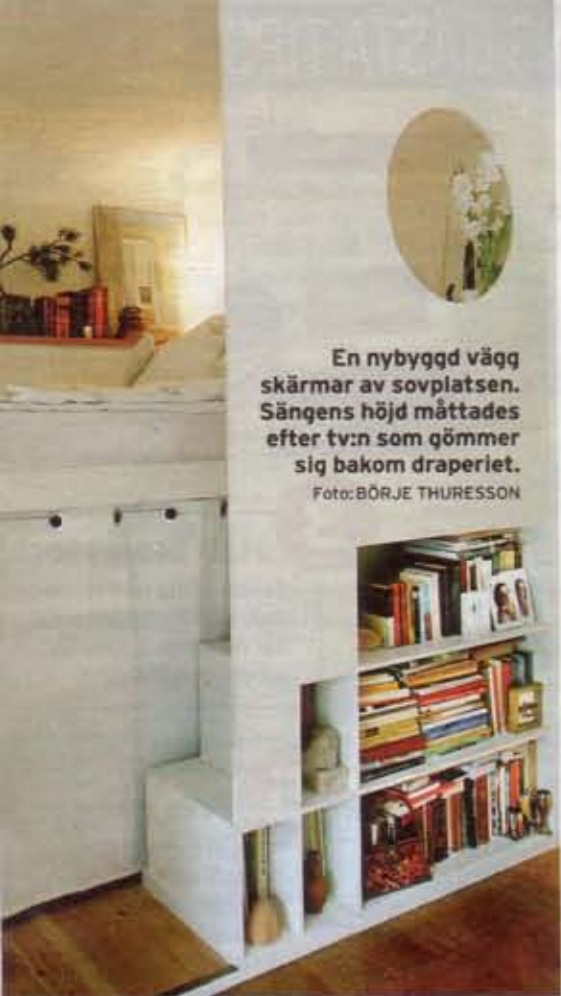 En nybyggd vägg
skärmar av sovplatsen.
Sängens höjd måttades
efter tv:n som gömmer
sig bakom draperiet.
Foto: BÖRJE THURESSON